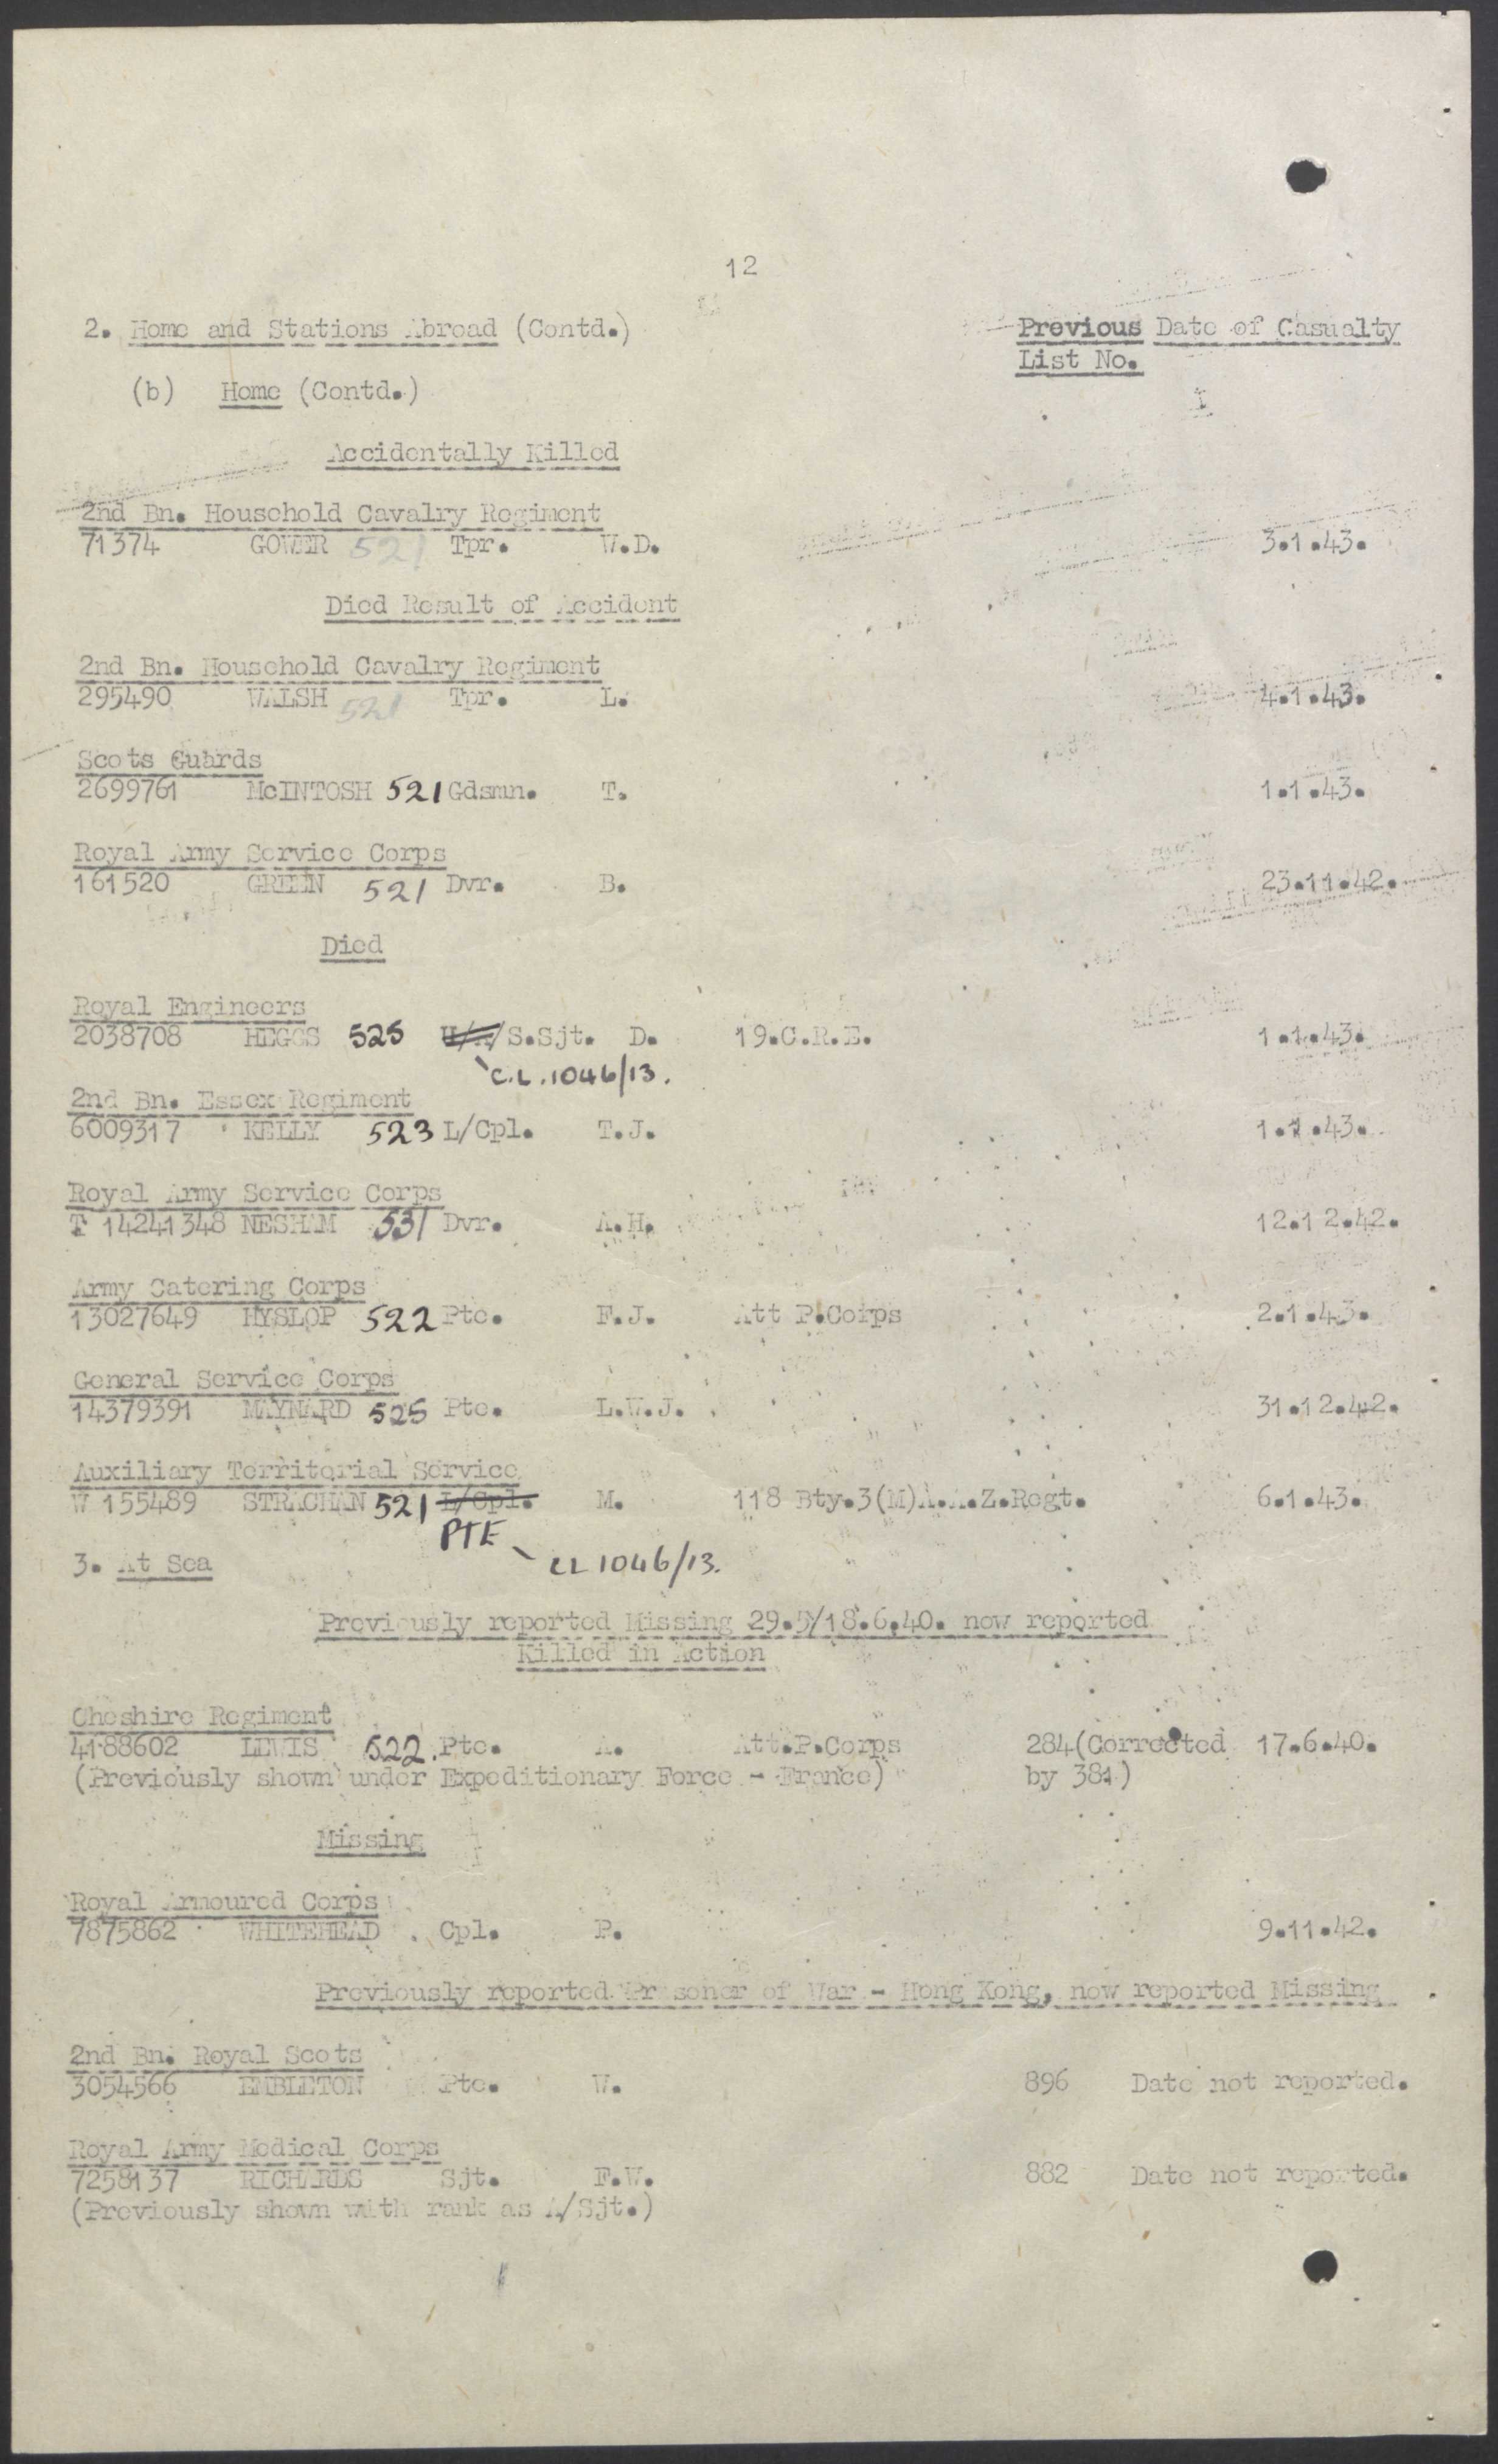 12
2. Home and Stations Abroad (Contd.)
Previous Date of Casualty
List No.
(b) Home (Contd.)
Accidentally Killed
2nd Bn. Household Cavalry Regiment
71374 GOWER 521 Tpr. W.D. 3.1.43.
Died Result of Accident
2nd Bn. Household Cavalry Regiment
295490 WALSH 521 Tpr. L. 4.1.43.
Scots Guards
2699761 McINTOSH 521 Gdsmn. T. 1.1.43.
Royal Army Service Corps
161520 GREEN 521 Dvr. B. 23.11.42.
Died
Royal Engineers
2038708 HEGGS 525 S.Sjt. D. 19.C.R.E. 1.1.43.
C.L. 1046/13.
2nd Bn. Essex Regiment
6009317 KELLY 523 L/Cpl. T.J. 1.1.43.
Royal Army Service Corps
T 14241348 NESHAM 531 Dvr. A.H. 12.12.42.
Army Catering Corps
13027649 HYSLOP 522 Pte. F.J. Att P.Corps 2.1.43.
General Service Corps
14379391 MAYNARD 525 Pte. L.W.J. 31.12.42.
Auxiliary Territorial Service
W 155489 STRACHAN 521 L/Cpl. M. 118 Bty.3(M)A.A.Z.Regt. 6.1.43.
PTE
CL 1046/13.
3. At Sea
Previously reported Missing 29.5/18.6.40. now reported
Killed in Action
Cheshire Regiment
4188602 LEWIS 522. Pte. A. Att.P.Corps 284(Corrected 17.6.40.
(Previously shown under Expeditionary Force - France) by 381)
Missing
Royal Armoured Corps
7875862 WHITEHEAD Cpl. P. 9.11.42.
Previously reported Prisoner of War - Hong Kong, now reported Missing
2nd Bn. Royal Scots
3054566 EMBLETON Pte. W. 896 Date not reported.
Royal Army Medical Corps
7258137 RICHARDS Sjt. F.W. 882 Date not reported.
(Previously shown with rank as A/Sjt.)